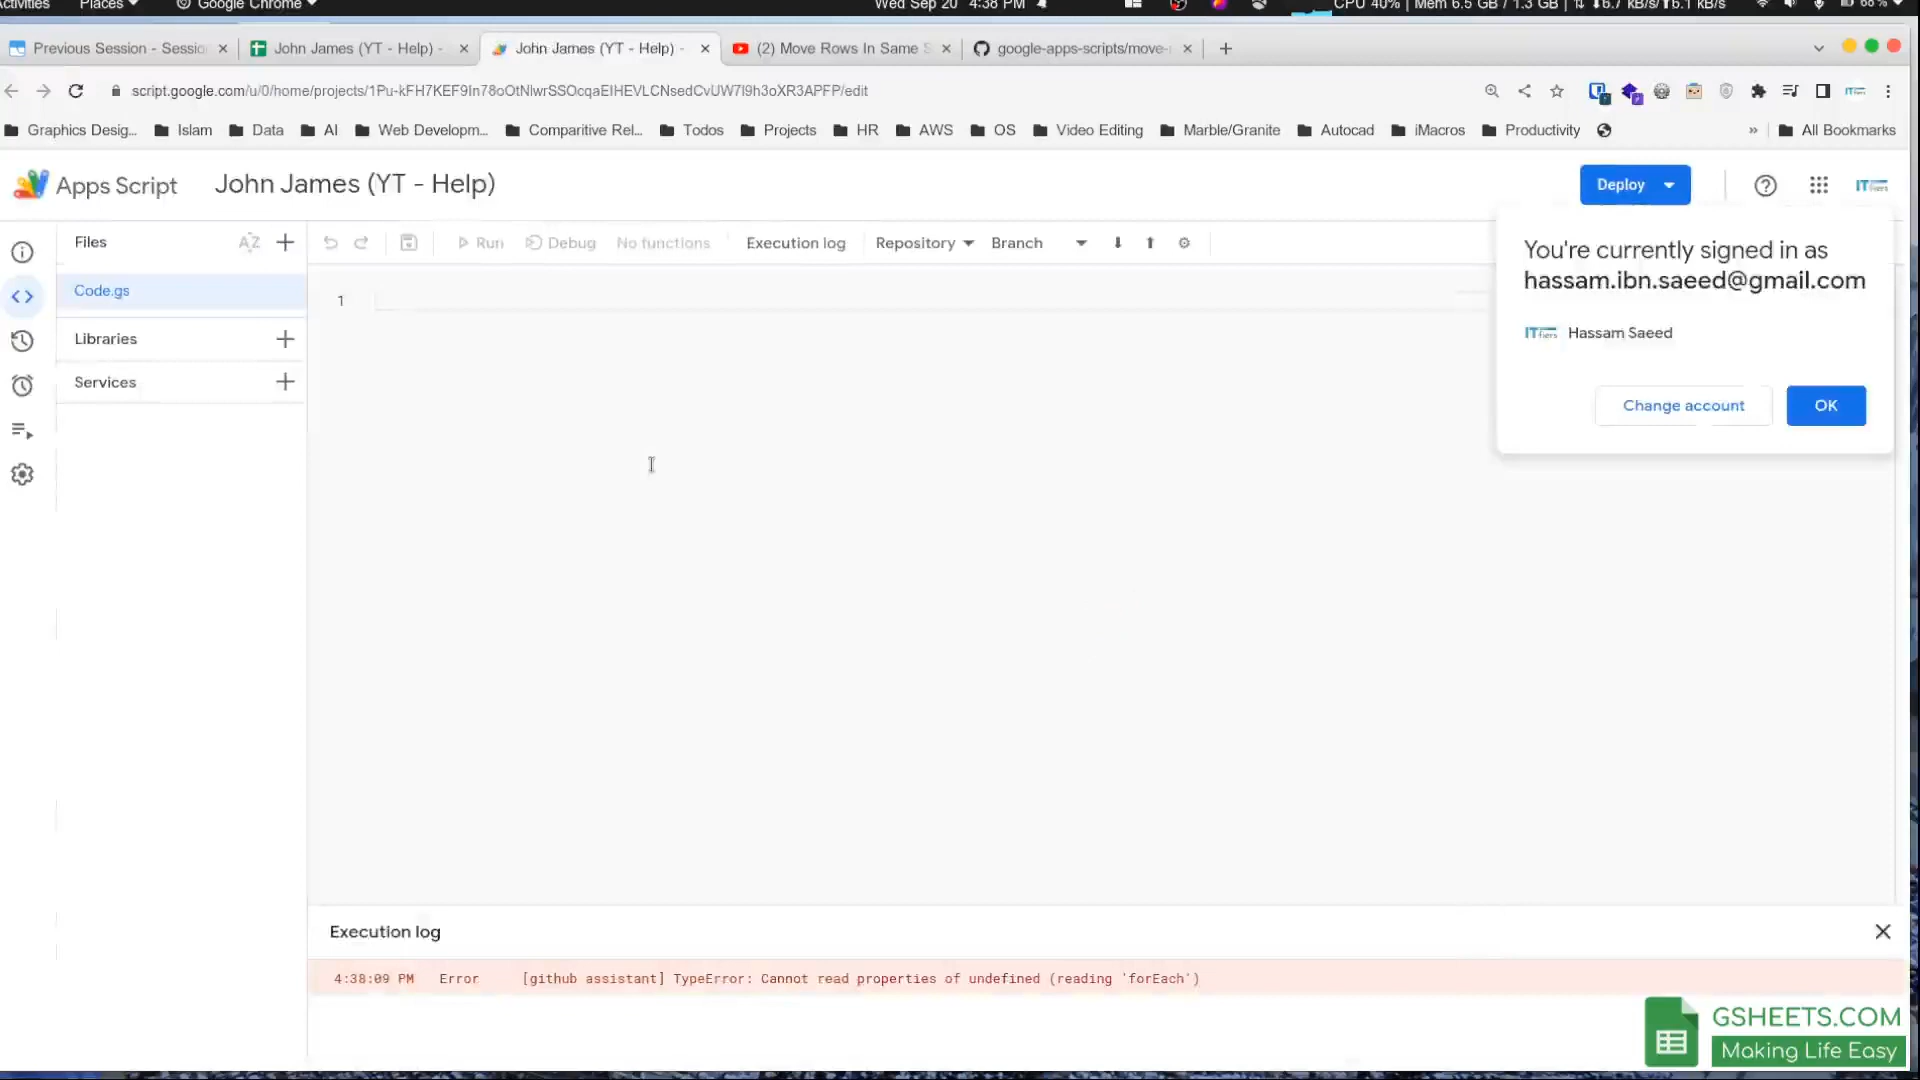 Activities Places Google Chrome Wed Sep 20 4:38 PM CPU 40% | Mem 6.5 GB / 1.3 GB | 68 %
Previous Session - Sessio John James (YT - Help) - John James (YT - Help) - (2) Move Rows In Same S google-apps-scripts/move-
script.google.com/u/0/home/projects/1Pu-kFH7KEF9In78oOtNlwrSSOcqaEIHEVLCNsedCvUW7l9h3oXR3APFP/edit
Graphics Desig... Islam Data AI Web Developm... Comparitive Rel... Todos Projects HR AWS OS Video Editing Marble/Granite Autocad iMacros Productivity » All Bookmarks
Apps Script John James (YT - Help) Deploy ITfiers
Files AZ Run Debug No functions Execution log Repository Branch
You're currently signed in as
hassam.ibn.saeed@gmail.com
Code.gs
1
ITfiers Hassam Saeed
Libraries
Services
Change account OK
Execution log
4:38:09 PM Error [github assistant] TypeError: Cannot read properties of undefined (reading 'forEach')
GSHEETS.COM
Making Life Easy